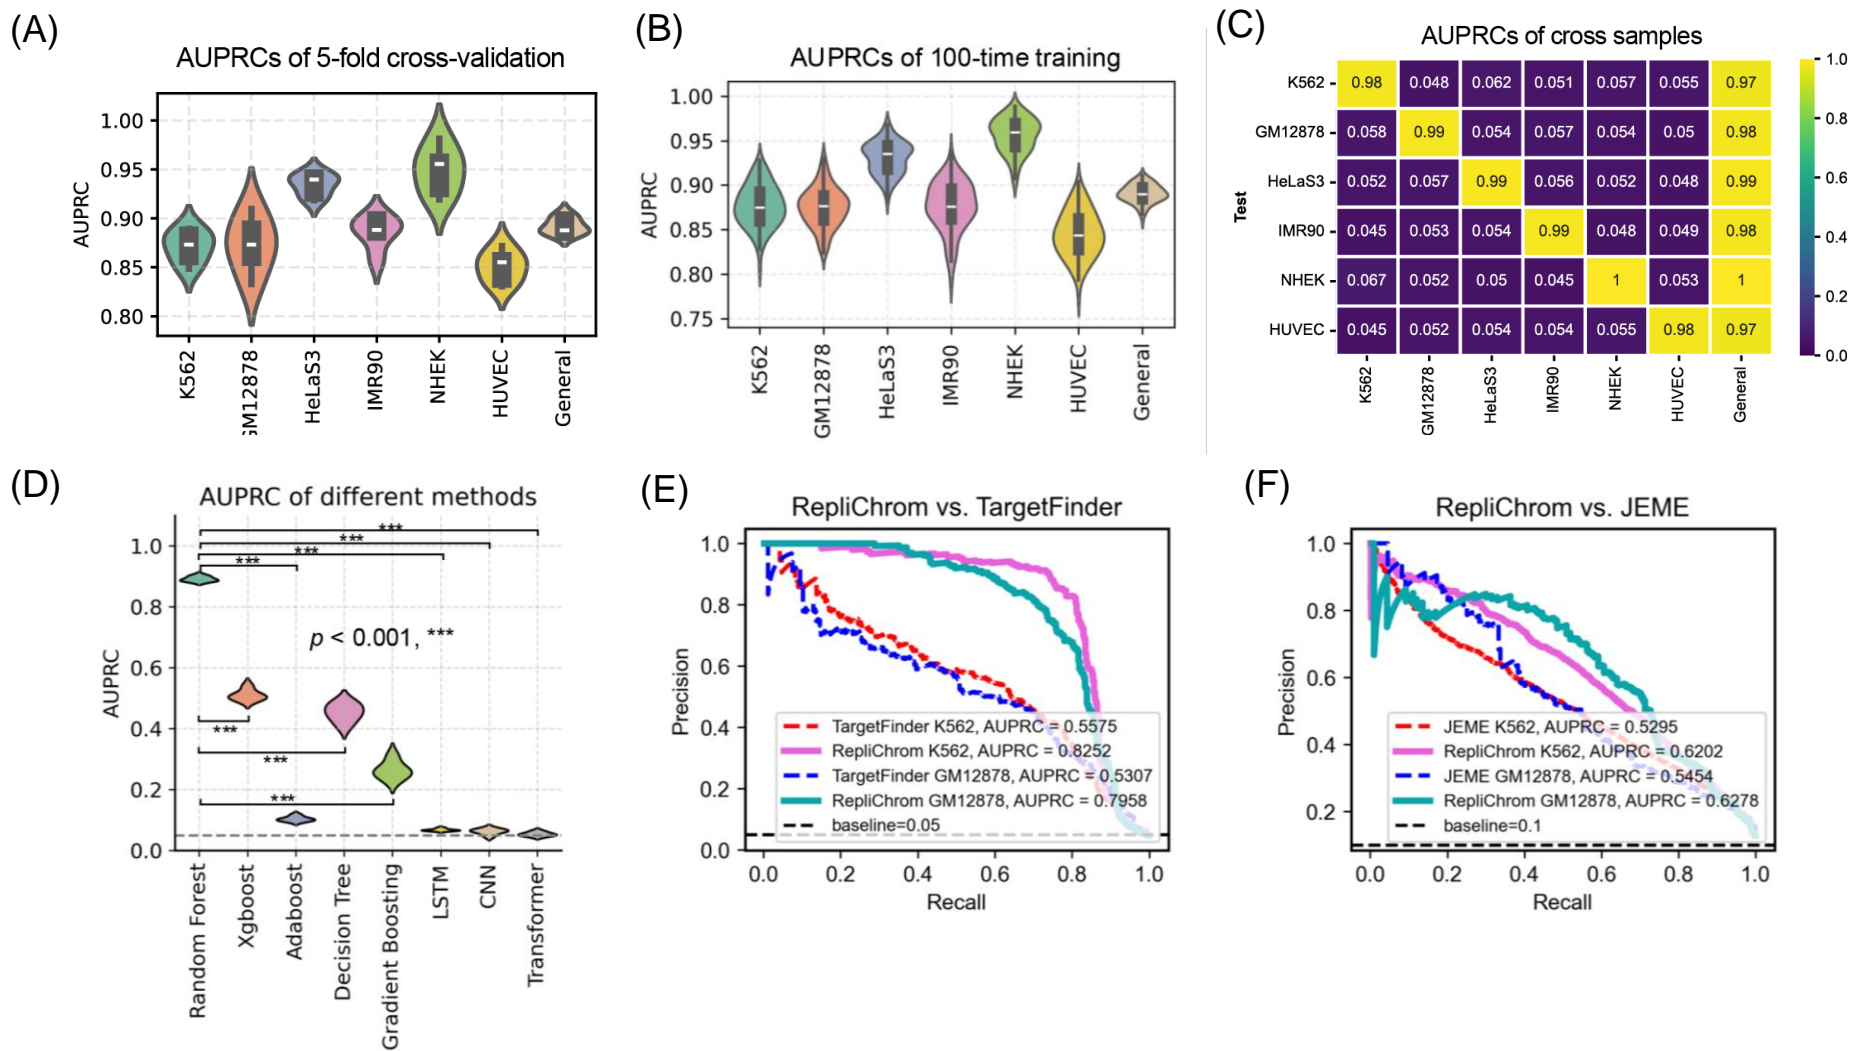 (A)
AUPRCs of 5-fold cross-validation
AUPRC
1.00
0.95
0.90
0.85
0.80
K562
GM12878
HeLaS3
IMR90
NHEK
HUVEC
General
(B)
AUPRCs of 100-time training
AUPRC
1.00
0.95
0.90
0.85
0.80
0.75
K562
GM12878
HeLaS3
IMR90
NHEK
HUVEC
General
(C)
AUPRCs of cross samples
Test
K562 0.98 0.048 0.062 0.051 0.057 0.055 0.97
GM12878 0.058 0.99 0.054 0.057 0.054 0.05 0.98
HeLaS3 0.052 0.057 0.99 0.056 0.052 0.048 0.99
IMR90 0.045 0.053 0.054 0.99 0.048 0.049 0.98
NHEK 0.067 0.052 0.05 0.045 1 0.053 1
HUVEC 0.045 0.052 0.054 0.054 0.055 0.98 0.97
K562
GM12878
HeLaS3
IMR90
NHEK
HUVEC
General
1.0
0.8
0.6
0.4
0.2
0.0
(D)
AUPRC of different methods
AUPRC
1.0
0.8
0.6
0.4
0.2
0.0
***
***
***
***
p < 0.001, ***
***
***
***
Random Forest
Xgboost
Adaboost
Decision Tree
Gradient Boosting
LSTM
CNN
Transformer
(E)
RepliChrom vs. TargetFinder
Precision
1.0
0.8
0.6
0.4
0.2
0.0
TargetFinder K562, AUPRC = 0.5575
RepliChrom K562, AUPRC = 0.8252
TargetFinder GM12878, AUPRC = 0.5307
RepliChrom GM12878, AUPRC = 0.7958
baseline=0.05
0.0 0.2 0.4 0.6 0.8 1.0
Recall
(F)
RepliChrom vs. JEME
Precision
1.0
0.8
0.6
0.4
0.2
JEME K562, AUPRC = 0.5295
RepliChrom K562, AUPRC = 0.6202
JEME GM12878, AUPRC = 0.5454
RepliChrom GM12878, AUPRC = 0.6278
baseline=0.1
0.0 0.2 0.4 0.6 0.8 1.0
Recall